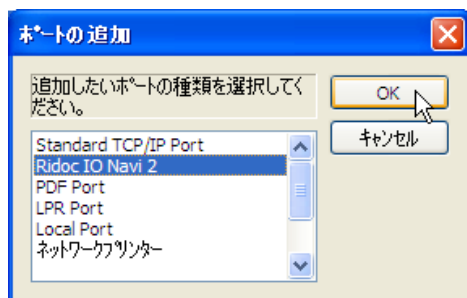 ﾎﾟｰﾄの追加
追加したいﾎﾟｰﾄの種類を選択してく
ださい。
OK
ｷｬﾝｾﾙ
Standard TCP/IP Port
Ridoc IO Navi 2
PDF Port
LPR Port
Local Port
ﾈｯﾄﾜｰｸﾌﾟﾘﾝﾀｰ